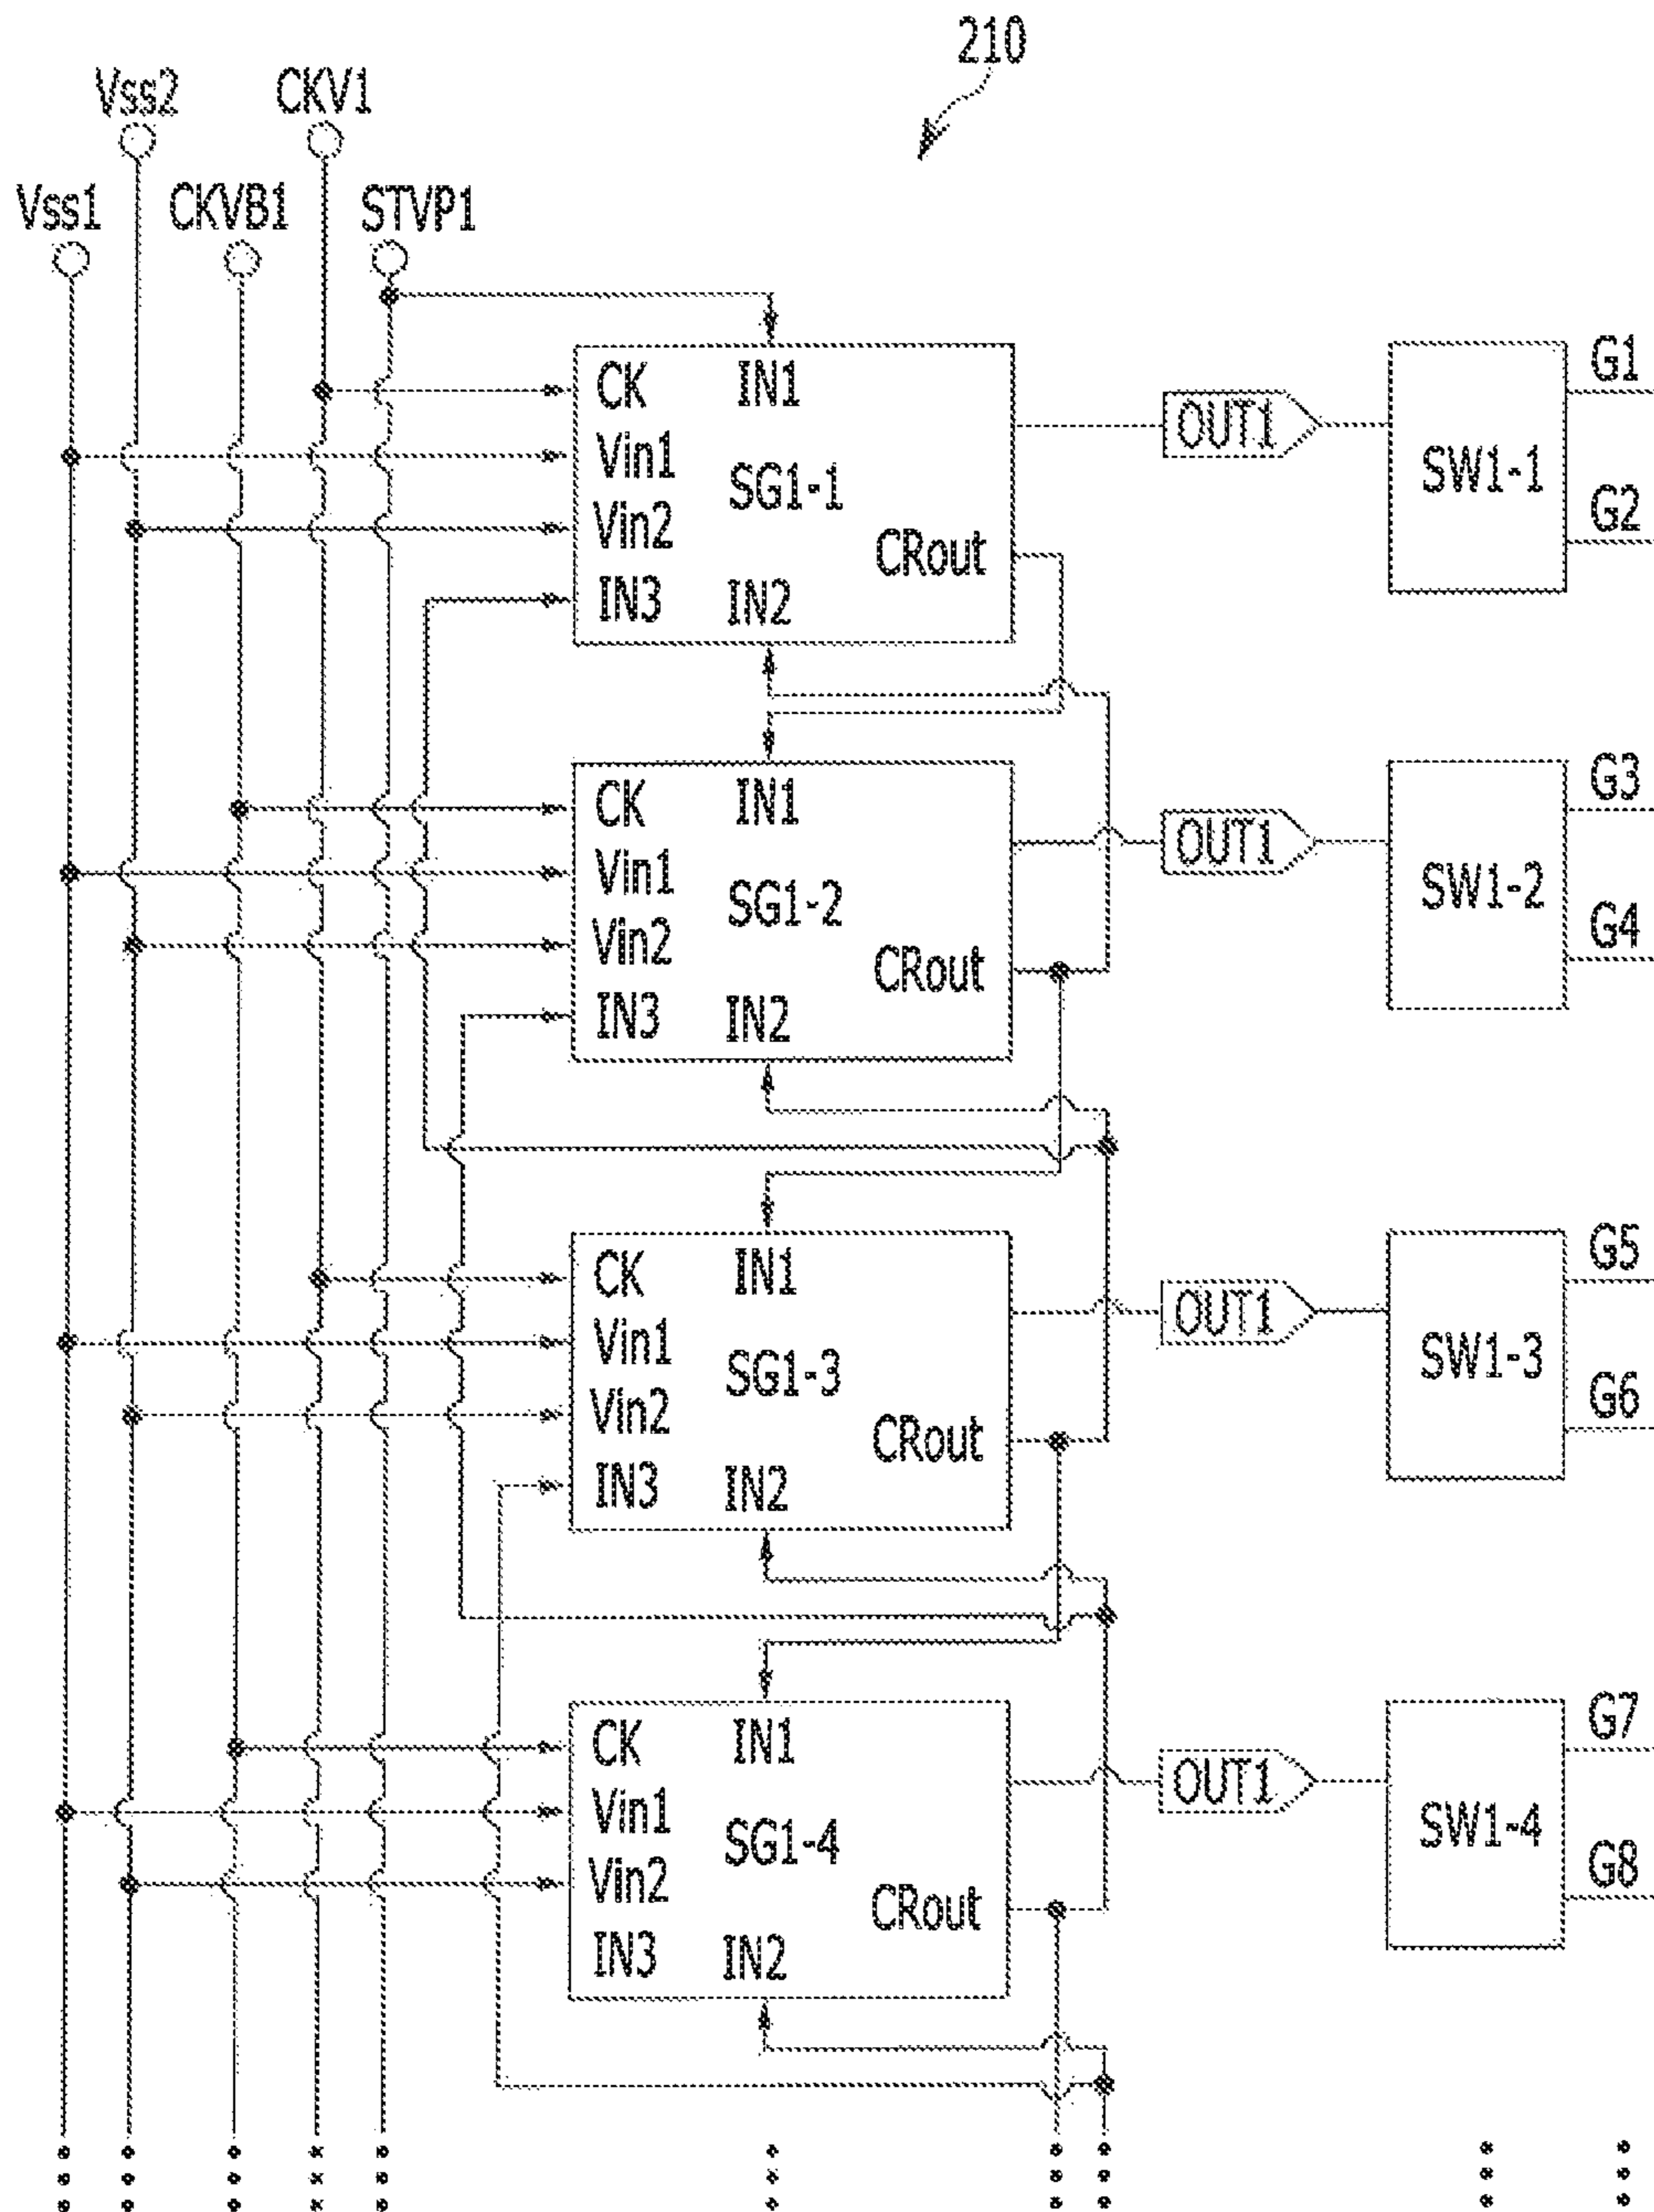 210
Vss2 CKV1
Vss1 CKVB1 STVP1
CK IN1
Vin1
SG1-1
Vin2
CRout
IN3 IN2
OUT1
SW1-1
G1
G2
CK IN1
Vin1
SG1-2
Vin2
CRout
IN3 IN2
OUT1
SW1-2
G3
G4
CK IN1
Vin1
SG1-3
Vin2
CRout
IN3 IN2
OUT1
SW1-3
G5
G6
CK IN1
Vin1
SG1-4
Vin2
CRout
IN3 IN2
OUT1
SW1-4
G7
G8